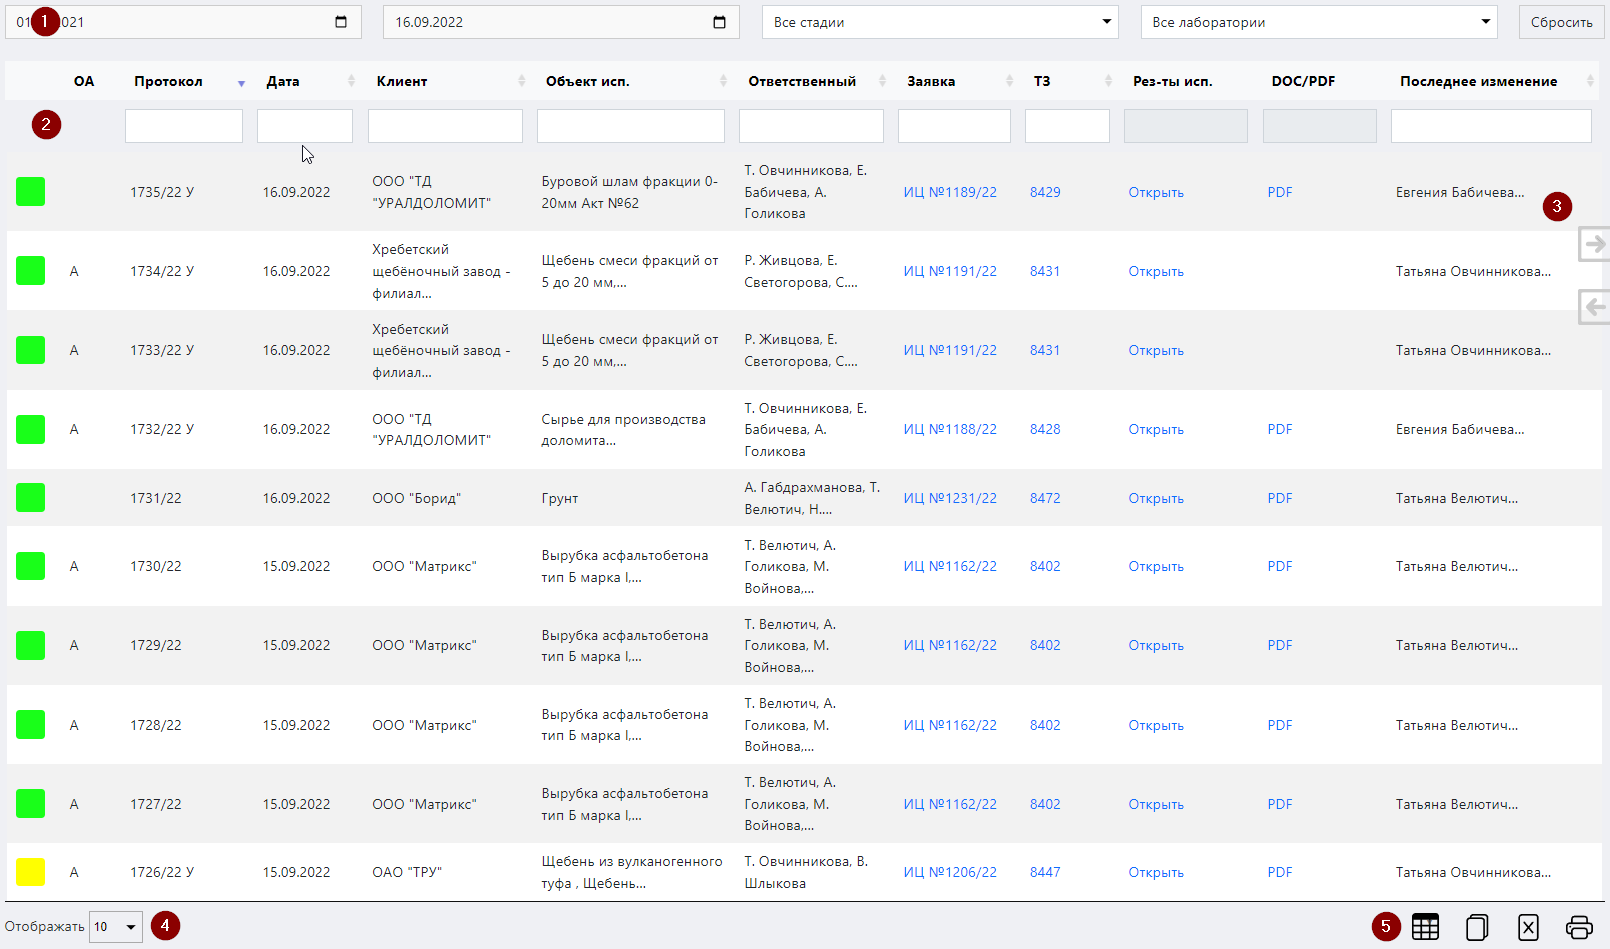 01 1 021 16.09.2022 Все стадии Все лаборатории Сбросить
ОА Протокол Дата Клиент Объект исп. Ответственный Заявка ТЗ Рез-ты исп. DOC/PDF Последнее изменение
2
1735/22 У 16.09.2022 ООО "ТД "УРАЛДОЛОМИТ" Буровой шлам фракции 0-20мм Акт №62 Т. Овчинникова, Е. Бабичева, А. Голикова ИЦ №1189/22 8429 Открыть PDF Евгения Бабичева...
3
А 1734/22 У 16.09.2022 Хребетский щебёночный завод - филиал... Щебень смеси фракций от 5 до 20 мм,... Р. Живцова, Е. Светогорова, С.... ИЦ №1191/22 8431 Открыть Татьяна Овчинникова...
А 1733/22 У 16.09.2022 Хребетский щебёночный завод - филиал... Щебень смеси фракций от 5 до 20 мм,... Р. Живцова, Е. Светогорова, С.... ИЦ №1191/22 8431 Открыть Татьяна Овчинникова...
А 1732/22 У 16.09.2022 ООО "ТД "УРАЛДОЛОМИТ" Сырье для производства доломита... Т. Овчинникова, Е. Бабичева, А. Голикова ИЦ №1188/22 8428 Открыть PDF Евгения Бабичева...
1731/22 16.09.2022 ООО "Борид" Грунт А. Габдрахманова, Т. Велютич, Н.... ИЦ №1231/22 8472 Открыть PDF Татьяна Велютич...
А 1730/22 15.09.2022 ООО "Матрикс" Вырубка асфальтобетона тип Б марка I,... Т. Велютич, А. Голикова, М. Войнова,... ИЦ №1162/22 8402 Открыть PDF Татьяна Велютич...
А 1729/22 15.09.2022 ООО "Матрикс" Вырубка асфальтобетона тип Б марка I,... Т. Велютич, А. Голикова, М. Войнова,... ИЦ №1162/22 8402 Открыть PDF Татьяна Велютич...
А 1728/22 15.09.2022 ООО "Матрикс" Вырубка асфальтобетона тип Б марка I,... Т. Велютич, А. Голикова, М. Войнова,... ИЦ №1162/22 8402 Открыть PDF Татьяна Велютич...
А 1727/22 15.09.2022 ООО "Матрикс" Вырубка асфальтобетона тип Б марка I,... Т. Велютич, А. Голикова, М. Войнова,... ИЦ №1162/22 8402 Открыть PDF Татьяна Велютич...
А 1726/22 У 15.09.2022 ОАО "ТРУ" Щебень из вулканогенного туфа , Щебень... Т. Овчинникова, В. Шлыкова ИЦ №1206/22 8447 Открыть PDF Татьяна Овчинникова...
Отображать 10 4 5